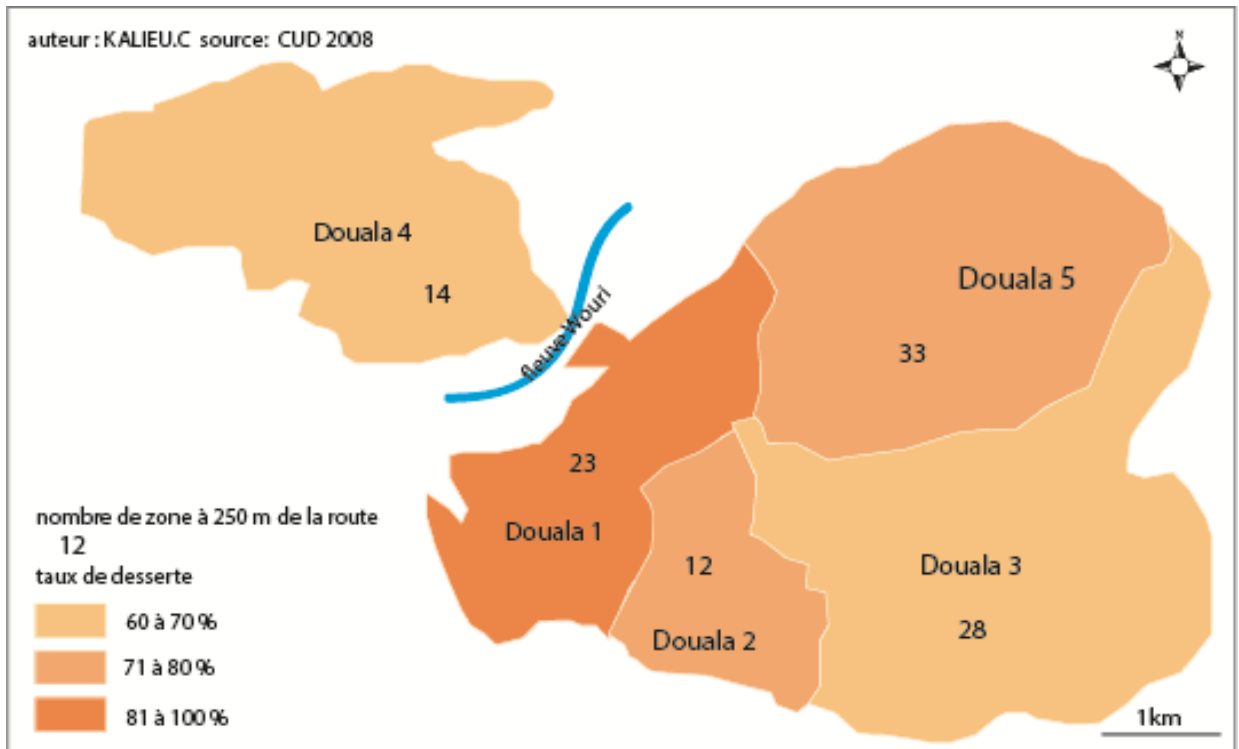 auteur : KALIEU.C source: CUD 2008
N
Douala 4
14
fleuve Wouri
Douala 5
33
23
Douala 1
12
Douala 2
Douala 3
28
nombre de zone à 250 m de la route
12
taux de desserte
60 à 70 %
71 à 80 %
81 à 100 %
1km